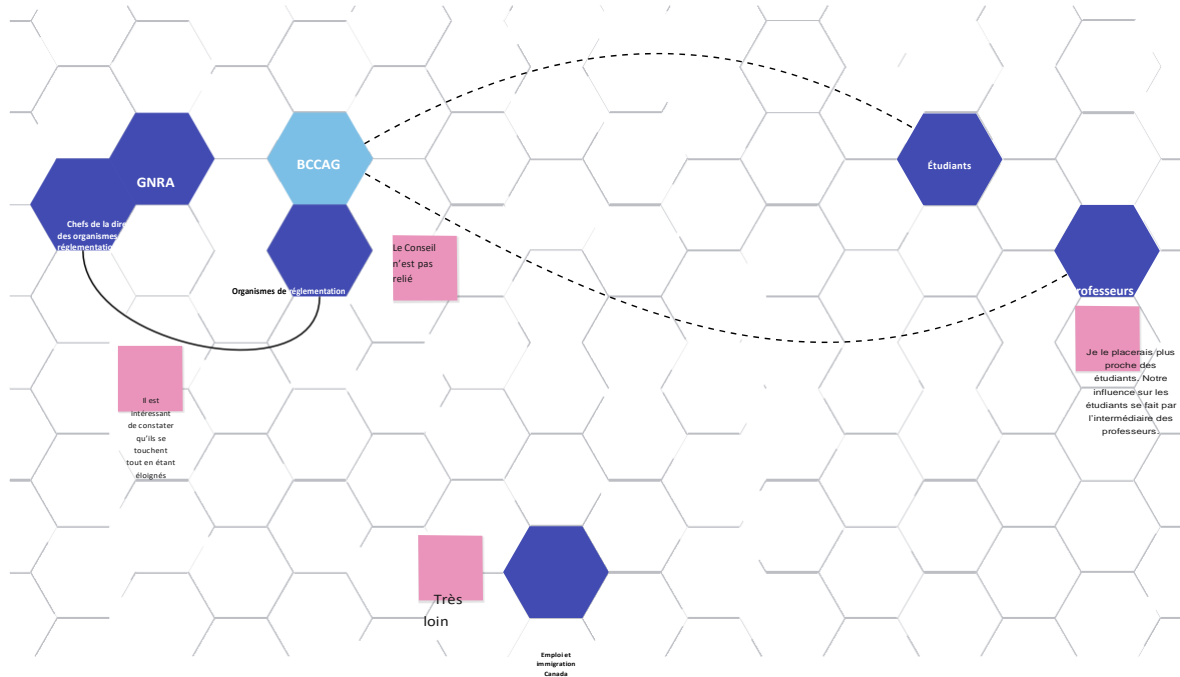 BCCAG
GNRA
Étudiants
Chefs de la dire
des organismes
réglementation
Organismes de réglementation
Le Conseil
n'est pas
relié
rofesseurs
Je le placerais plus
proche des
étudiants. Notre
influence sur les
étudiants se fait par
l'intermédiaire des
professeurs.
Il est
intéressant
de constater
qu'ils se
touchent
tout en étant
éloignés
Très
loin
Emploi et
immigration
Canada